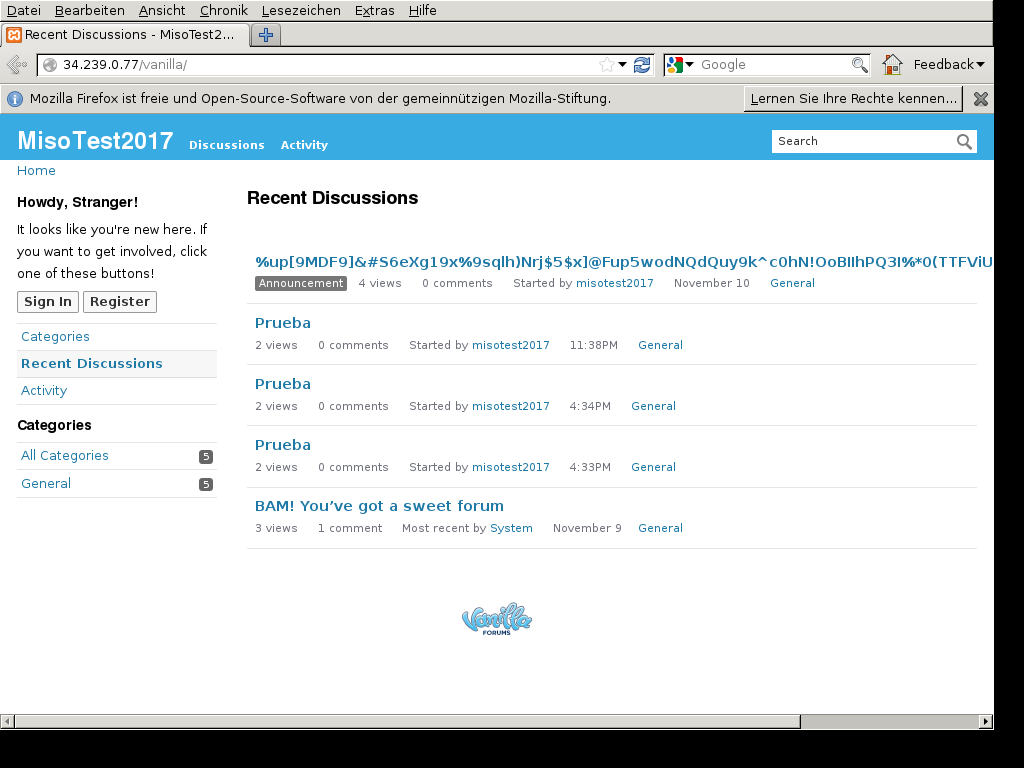 Datei Bearbeiten Ansicht Chronik Lesezeichen Extras Hilfe
Recent Discussions - MisoTest2...
34.239.0.77/vanilla/
Google
Feedback
Mozilla Firefox ist freie und Open-Source-Software von der gemeinnützigen Mozilla-Stiftung.
Lernen Sie Ihre Rechte kennen...
MisoTest2017 Discussions Activity
Search
Home
Howdy, Stranger!
It looks like you're new here. If
you want to get involved, click
one of these buttons!
Sign In Register
Categories
Recent Discussions
Activity
Categories
All Categories 5
General 5
Recent Discussions
%up[9MDF9]&#S6eXg19x%9sqlh)Nrj$5$x]@Fup5wodNQdQuy9k^c0hN!OoBIIhPQ3I%*0(TTFViU
Announcement 4 views 0 comments Started by misotest2017 November 10 General
Prueba
2 views 0 comments Started by misotest2017 11:38PM General
Prueba
2 views 0 comments Started by misotest2017 4:34PM General
Prueba
2 views 0 comments Started by misotest2017 4:33PM General
BAM! You’ve got a sweet forum
3 views 1 comment Most recent by System November 9 General
Vanilla
FORUMS